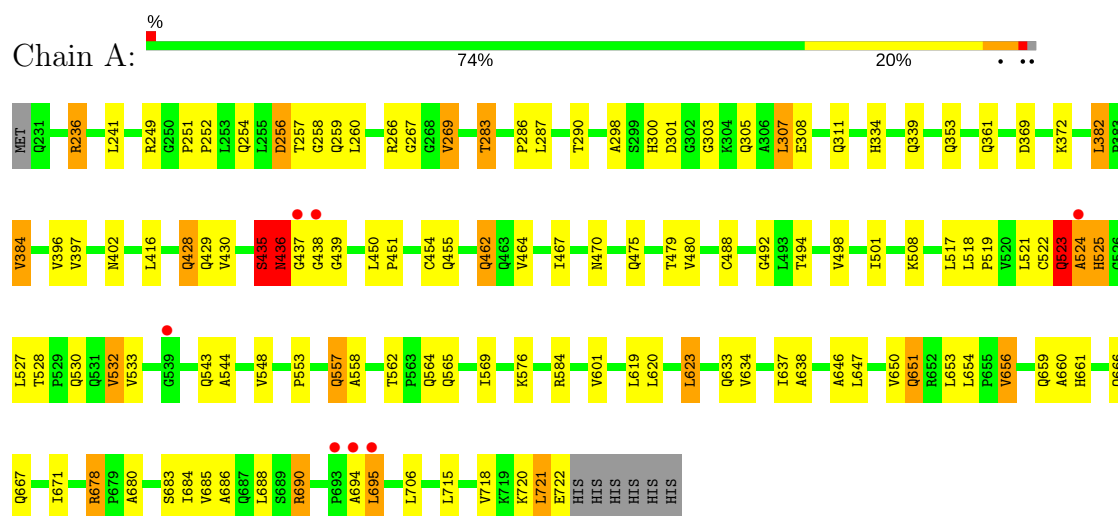 %
Chain A:
74% 20% • ••
MET Q231 R236 L241 R249 G250 P251 P252 L253 Q254 L255 D256 T257 G258 Q259 L260 R266 G267 G268 V269 T283 P286 L287 T290 A298 S299 H300 D301 G302 G303 K304 Q305 A306 L307 E308 Q311 H334 Q339 Q353 Q361 D369 K372 L382
V384 V396 V397 N402 L416 Q428 Q429 V430 S435 N436 G437 G438 G439 L450 P451 C454 Q455 Q462 Q463 V464 I467 N470 Q475 T479 V480 C488 G492 L493 T494 V498 I501 K508 L517 L518 P519 V520 L521 C522 Q523 A524 H525 G526
L527 T528 P529 Q530 Q531 V532 V533 G539 Q543 A544 V548 P553 Q557 A558 T562 P563 Q564 Q565 I569 K576 R584 V601 L619 L620 L623 Q633 V634 I637 A638 A646 L647 V650 Q651 R652 L653 L654 P655 V656 Q659 A660 H661 Q666
Q667 I671 R678 P679 A680 S683 I684 V685 A686 Q687 L688 S689 R690 P693 A694 L695 L706 L715 V718 K719 K720 L721 E722 HIS HIS HIS HIS HIS HIS